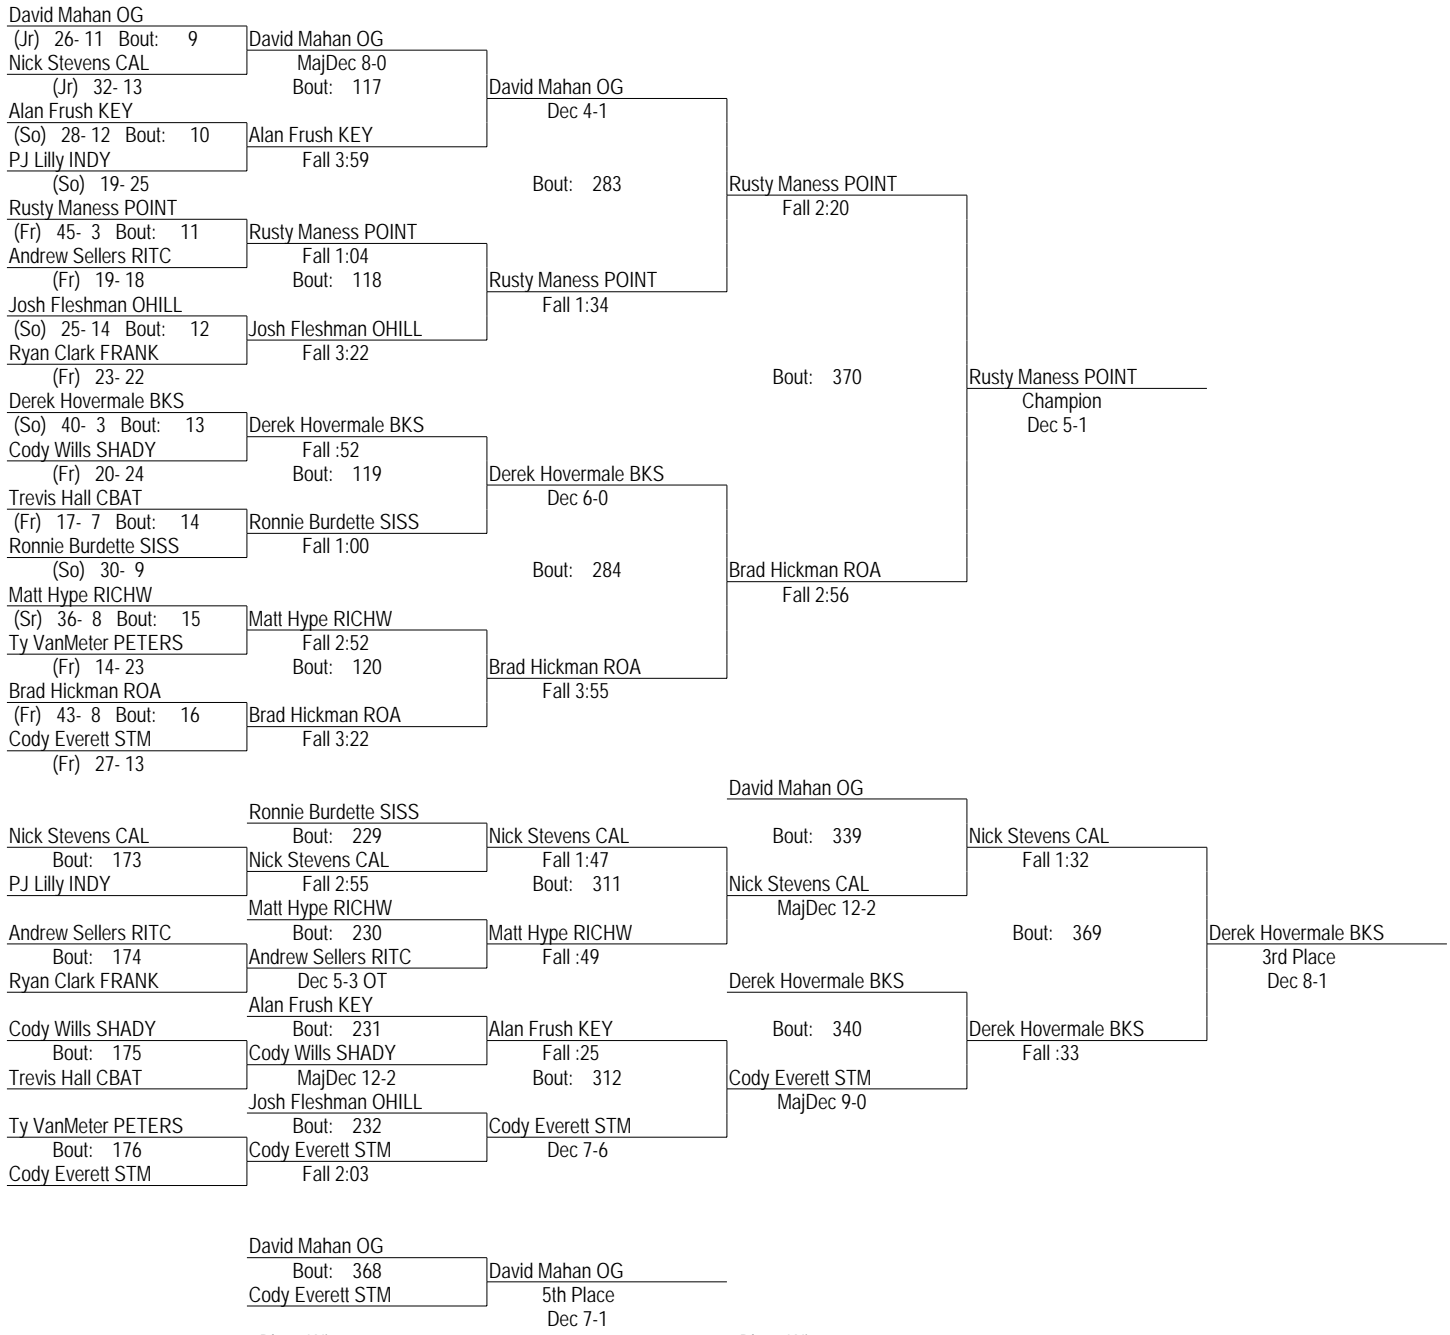 David Mahan OG
(Jr) 26- 11 Bout: 9 David Mahan OG
Nick Stevens CAL MajDec 8-0
(Jr) 32- 13 Bout: 117 David Mahan OG
Alan Frush KEY Dec 4-1
(So) 28- 12 Bout: 10 Alan Frush KEY
PJ Lilly INDY Fall 3:59
(So) 19- 25 Bout: 283 Rusty Maness POINT
Rusty Maness POINT Fall 2:20
(Fr) 45- 3 Bout: 11 Rusty Maness POINT
Andrew Sellers RITC Fall 1:04
(Fr) 19- 18 Bout: 118 Rusty Maness POINT
Josh Fleshman OHILL Fall 1:34
(So) 25- 14 Bout: 12 Josh Fleshman OHILL
Ryan Clark FRANK Fall 3:22
(Fr) 23- 22 Bout: 370 Rusty Maness POINT
Derek Hovermale BKS Champion
(So) 40- 3 Bout: 13 Derek Hovermale BKS Dec 5-1
Cody Wills SHADY Fall :52
(Fr) 20- 24 Bout: 119 Derek Hovermale BKS
Trevis Hall CBAT Dec 6-0
(Fr) 17- 7 Bout: 14 Ronnie Burdette SISS
Ronnie Burdette SISS Fall 1:00
(So) 30- 9 Bout: 284 Brad Hickman ROA
Matt Hype RICHW Fall 2:56
(Sr) 36- 8 Bout: 15 Matt Hype RICHW
Ty VanMeter PETERS Fall 2:52
(Fr) 14- 23 Bout: 120 Brad Hickman ROA
Brad Hickman ROA Fall 3:55
(Fr) 43- 8 Bout: 16 Brad Hickman ROA
Cody Everett STM Fall 3:22
(Fr) 27- 13
David Mahan OG
Ronnie Burdette SISS
Nick Stevens CAL Bout: 229 Nick Stevens CAL Bout: 339 Nick Stevens CAL
Bout: 173 Nick Stevens CAL Fall 1:47 Fall 1:32
PJ Lilly INDY Fall 2:55 Bout: 311 Nick Stevens CAL
Matt Hype RICHW MajDec 12-2
Andrew Sellers RITC Bout: 230 Matt Hype RICHW Bout: 369 Derek Hovermale BKS
Bout: 174 Andrew Sellers RITC Fall :49 3rd Place
Ryan Clark FRANK Dec 5-3 OT Derek Hovermale BKS Dec 8-1
Alan Frush KEY
Cody Wills SHADY Bout: 231 Alan Frush KEY Bout: 340 Derek Hovermale BKS
Bout: 175 Cody Wills SHADY Fall :25 Fall :33
Trevis Hall CBAT MajDec 12-2 Bout: 312 Cody Everett STM
Josh Fleshman OHILL MajDec 9-0
Ty VanMeter PETERS Bout: 232 Cody Everett STM
Bout: 176 Cody Everett STM Dec 7-6
Cody Everett STM Fall 2:03
David Mahan OG
Bout: 368 David Mahan OG
Cody Everett STM 5th Place
Dec 7-1